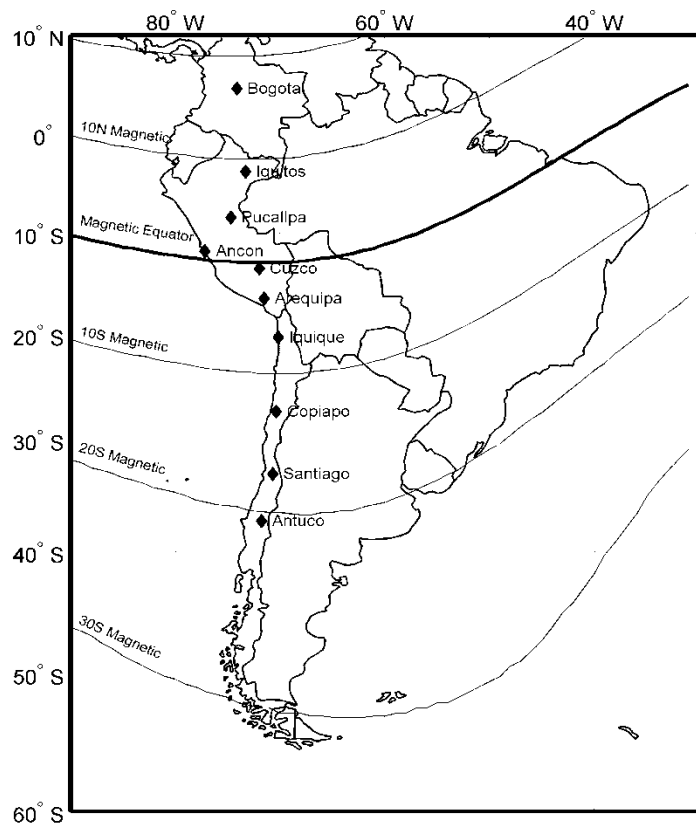 80° W 60° W 40° W
10° N
Bogota
10N Magnetic
0°
Iquitos
Pucallpa
Magnetic Equator
10° S
Ancon
Cuzco
Arequipa
10S Magnetic
20° S
Iquique
Copiapo
30° S
20S Magnetic
Santiago
Antuco
40° S
30S Magnetic
50° S
60° S